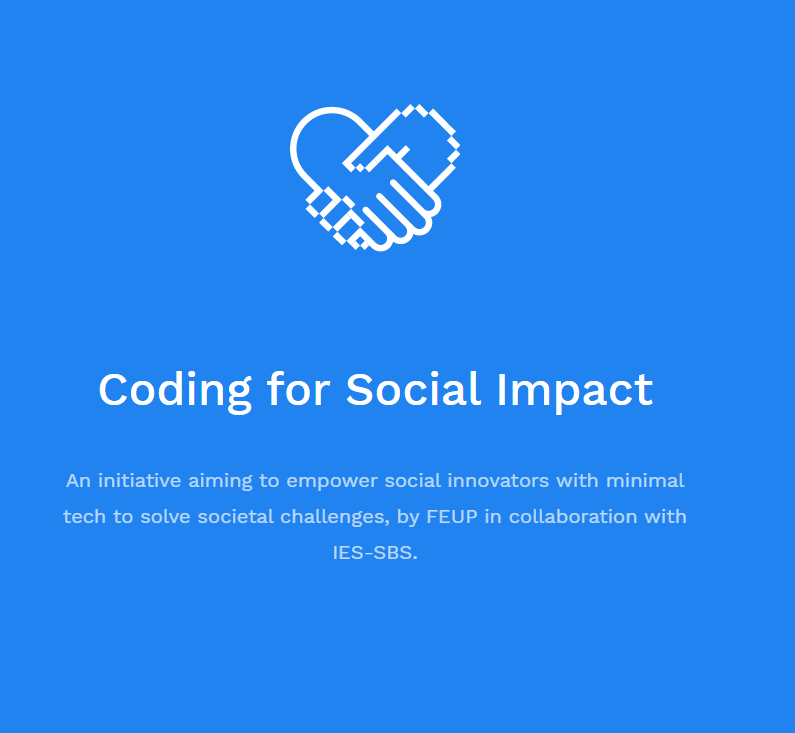 Coding for Social Impact
An initiative aiming to empower social innovators with minimal
tech to solve societal challenges, by FEUP in collaboration with
IES-SBS.